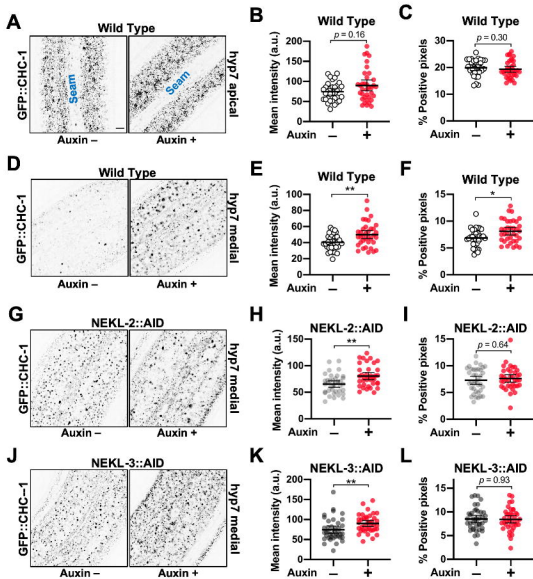 A
Wild Type
GFP::CHC-1
Seam
Seam
hyp7 apical
Auxin –
Auxin +
B
Wild Type
p = 0.16
Mean intensity (a.u.)
200
150
100
50
0
Auxin – +
C
Wild Type
p = 0.30
% Positive pixels
30
20
10
0
Auxin – +
D
Wild Type
GFP::CHC-1
hyp7 medial
Auxin –
Auxin +
E
Wild Type
**
Mean intensity (a.u.)
100
80
60
40
20
0
Auxin – +
F
Wild Type
*
% Positive pixels
15
10
5
0
Auxin – +
G
NEKL-2::AID
GFP::CHC-1
hyp7 medial
Auxin –
Auxin +
H
NEKL-2::AID
**
Mean intensity (a.u.)
150
100
50
0
Auxin – +
I
NEKL-2::AID
p = 0.64
% Positive pixels
20
15
10
5
0
Auxin – +
J
NEKL-3::AID
GFP::CHC–1
hyp7 medial
Auxin –
Auxin +
K
NEKL-3::AID
**
Mean intensity (a.u.)
200
150
100
50
0
Auxin – +
L
NEKL-3::AID
p = 0.93
% Positive pixels
20
15
10
5
0
Auxin – +